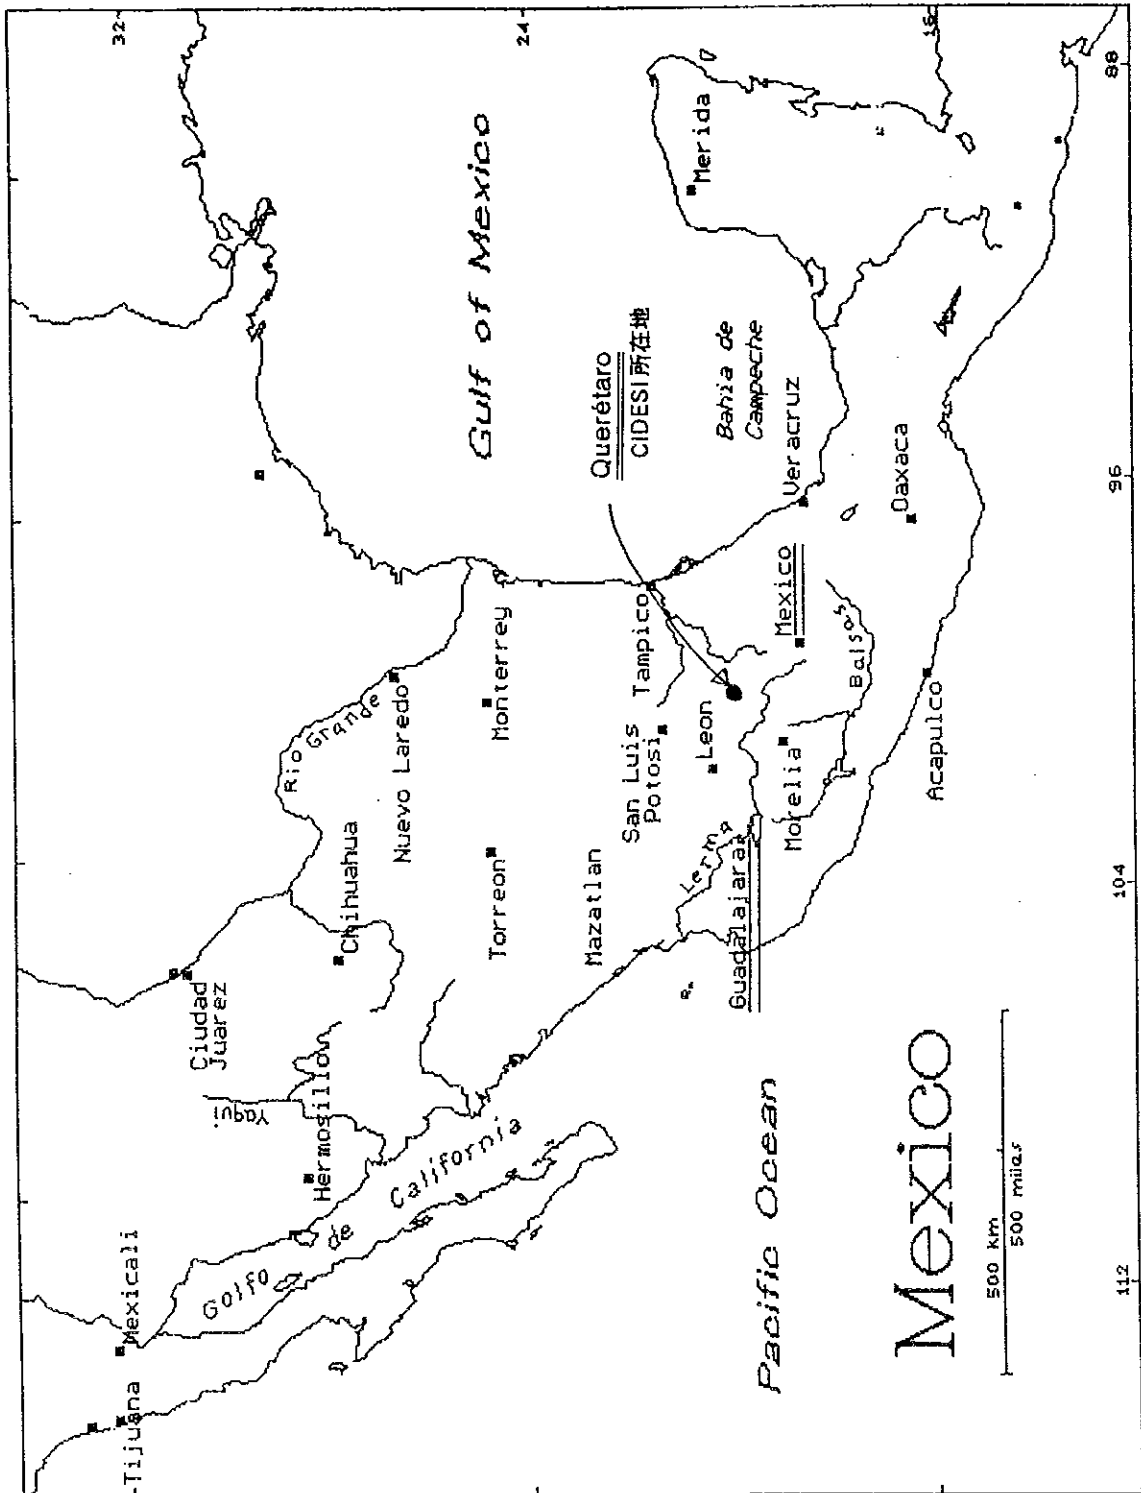 32
24
16
88
96
104
112
Gulf of Mexico
Tijuana
Mexicali
Golfo
de
California
Yaqui
Hermosillo
Ciudad
Juarez
Chihuahua
Rio Grande
Nuevo Laredo
Monterrey
Torreon
Mazatlan
San Luis
Potosi
Tampico
Querétaro
CIDESI所在地
Bahia de
Campeche
Merida
Leon
Lerma
Guadalajara
Morelia
Mexico
Veracruz
Balsas
Oaxaca
Acapulco
Pacific Ocean
Mexico
500 km
500 miles